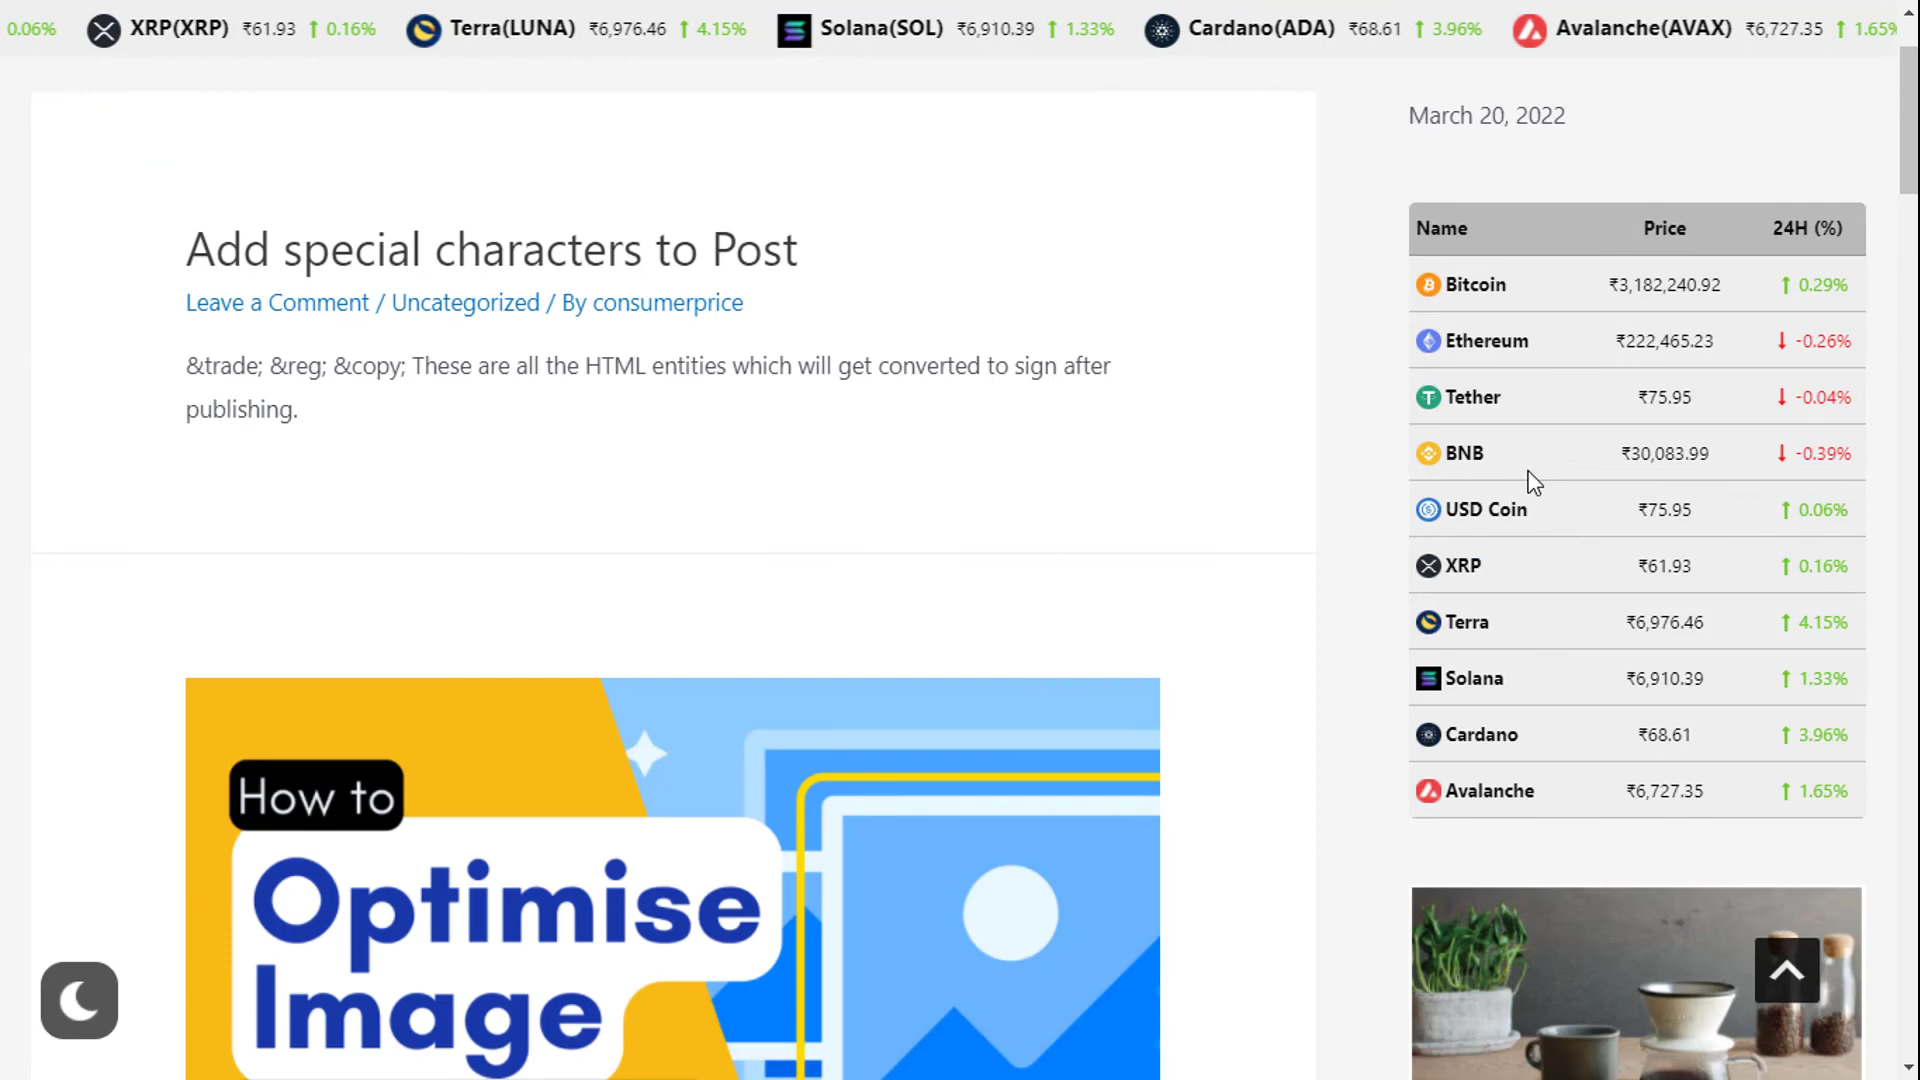 0.06% XRP(XRP) ₹61.93 ↑ 0.16% Terra(LUNA) ₹6,976.46 ↑ 4.15% Solana(SOL) ₹6,910.39 ↑ 1.33% Cardano(ADA) ₹68.61 ↑ 3.96% Avalanche(AVAX) ₹6,727.35 ↑ 1.65%
March 20, 2022
Add special characters to Post
Leave a Comment / Uncategorized / By consumerprice
&trade; &reg; &copy; These are all the HTML entities which will get converted to sign after
publishing.
How to
Optimise
Image
Name Price 24H (%)
Bitcoin ₹3,182,240.92 ↑ 0.29%
Ethereum ₹222,465.23 ↓ -0.26%
Tether ₹75.95 ↓ -0.04%
BNB ₹30,083.99 ↓ -0.39%
USD Coin ₹75.95 ↑ 0.06%
XRP ₹61.93 ↑ 0.16%
Terra ₹6,976.46 ↑ 4.15%
Solana ₹6,910.39 ↑ 1.33%
Cardano ₹68.61 ↑ 3.96%
Avalanche ₹6,727.35 ↑ 1.65%